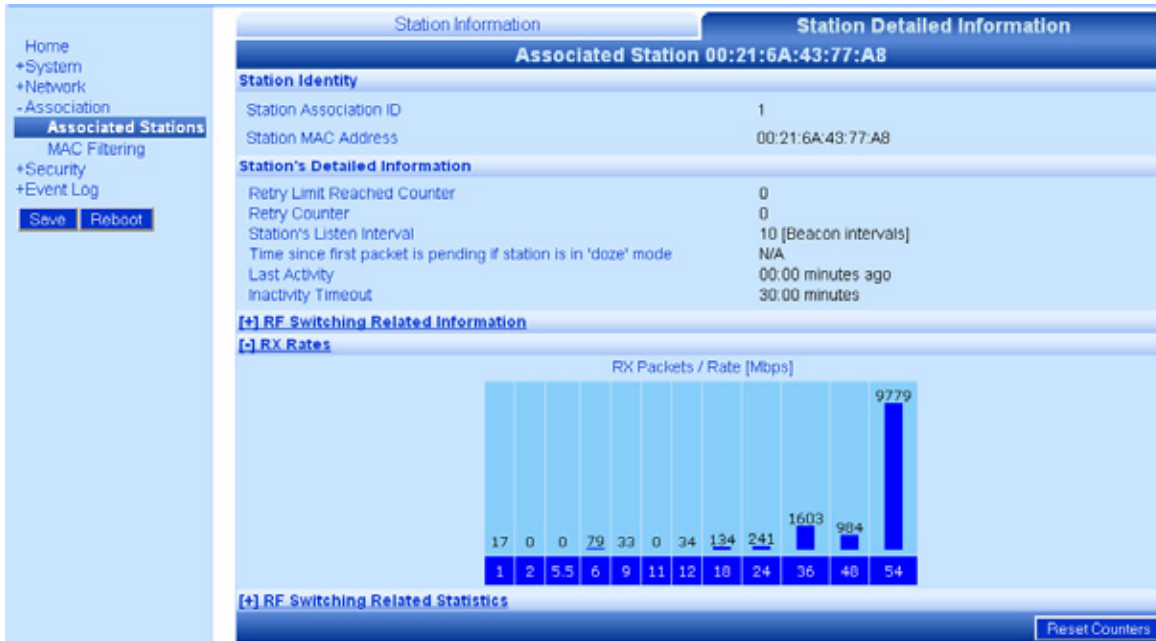 Station Information
Station Detailed Information
Home
+System
+Network
-Association
Associated Stations
MAC Filtering
+Security
+Event Log
Save
Reboot
Associated Station 00:21:6A:43:77:A8
Station Identity
Station Association ID 1
Station MAC Address 00:21:6A:43:77:A8
Station's Detailed Information
Retry Limit Reached Counter 0
Retry Counter 0
Station's Listen Interval 10 [Beacon intervals]
Time since first packet is pending if station is in 'doze' mode N/A
Last Activity 00:00 minutes ago
Inactivity Timeout 30:00 minutes
[+] RF Switching Related Information
[-] RX Rates
RX Packets / Rate [Mbps]
17 0 0 79 33 0 34 134 241 1603 984 9779
1 2 5.5 6 9 11 12 18 24 36 48 54
[+] RF Switching Related Statistics
Reset Counters